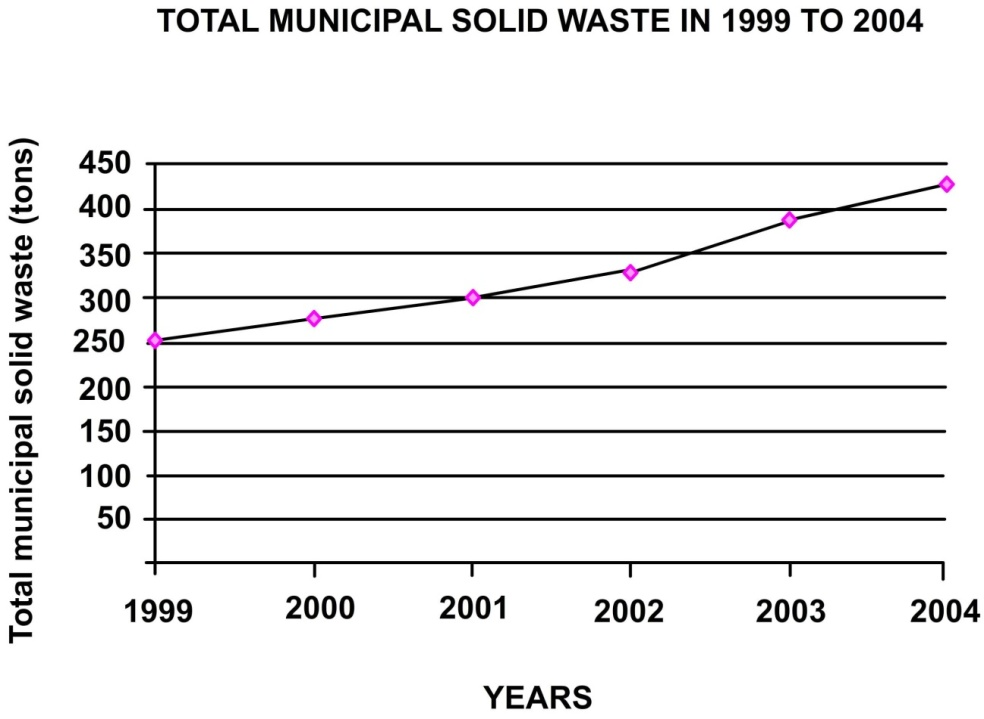 TOTAL MUNICIPAL SOLID WASTE IN 1999 TO 2004
Total municipal solid waste (tons)
450
400
350
300
250
200
150
100
50
1999 2000 2001 2002 2003 2004
YEARS